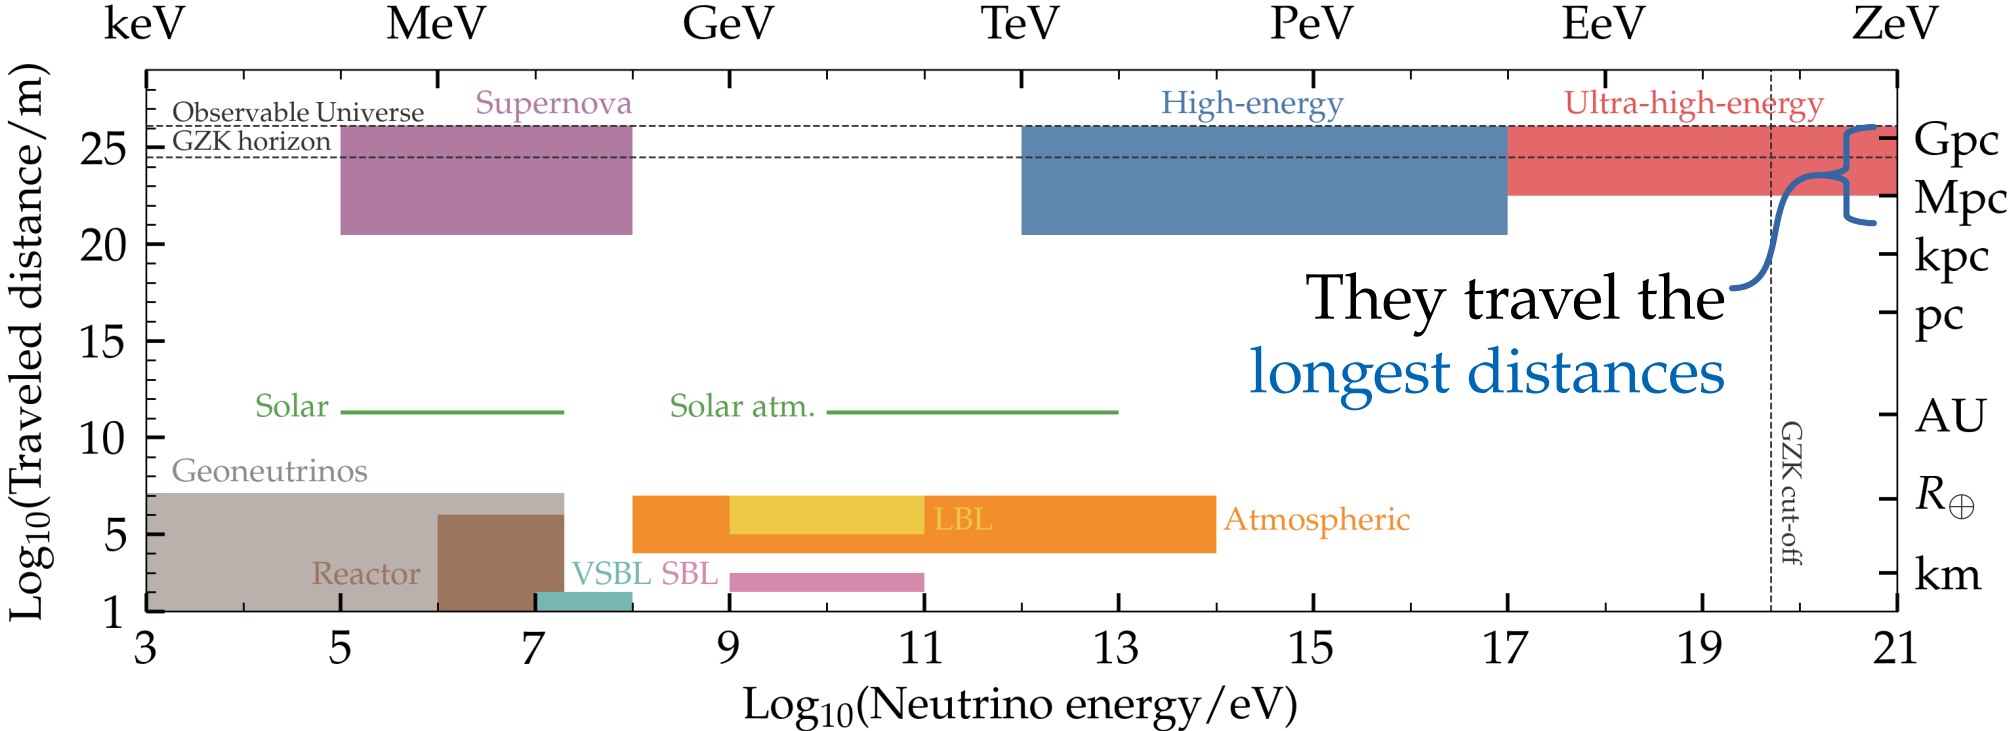 keV MeV GeV TeV PeV EeV ZeV
Log10(Traveled distance/m)
Observable Universe
GZK horizon
Supernova
High-energy
Ultra-high-energy
25
20
15
10
5
1
Gpc
Mpc
kpc
pc
AU
R⊕
km
They travel the
longest distances
Solar
Solar atm.
GZK cut-off
Geoneutrinos
LBL
Atmospheric
Reactor
VSBL
SBL
3 5 7 9 11 13 15 17 19 21
Log10(Neutrino energy/eV)